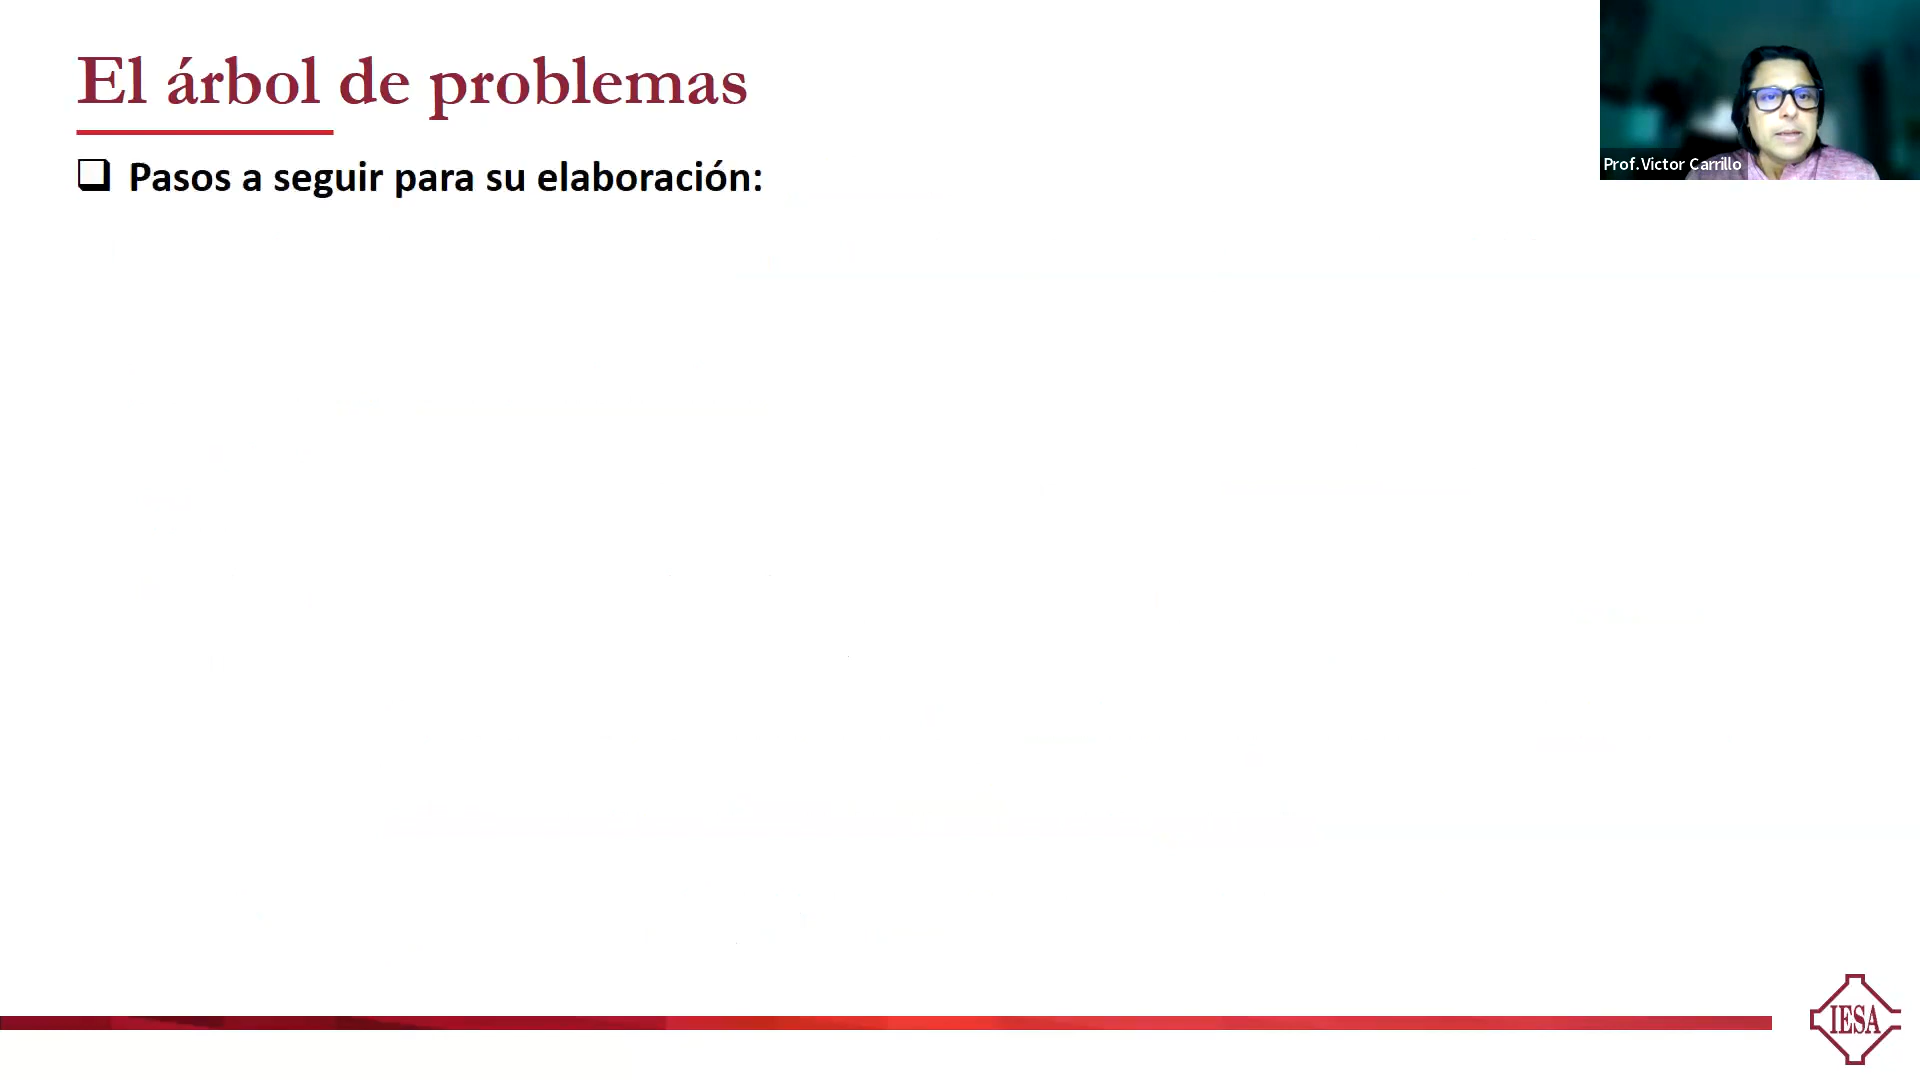 El árbol de problemas
Prof. Victor Carrillo
Pasos a seguir para su elaboración:
IESA